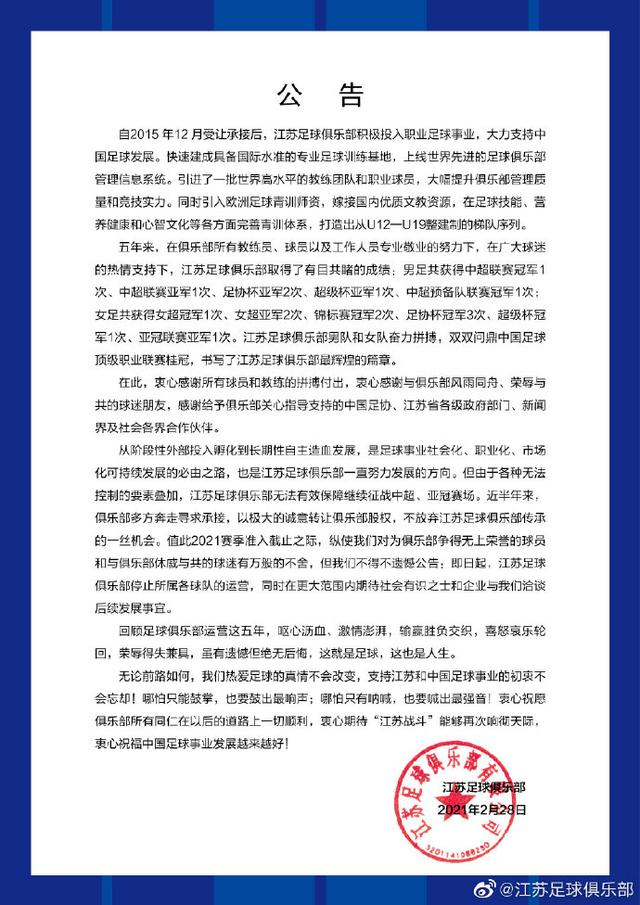 公 告
自2015年12月受让承接后，江苏足球俱乐部积极投入职业足球事业，大力支持中
国足球发展。快速建成具备国际水准的专业足球训练基地，上线世界先进的足球俱乐部
管理信息系统。引进了一批世界高水平的教练团队和职业球员，大幅提升俱乐部管理质
量和竞技实力。同时引入欧洲足球青训师资，嫁接国内优质文教资源，在足球技能、营
养健康和心智文化等各方面完善青训体系，打造出从U12—U19整建制的梯队序列。
五年来，在俱乐部所有教练员、球员以及工作人员专业敬业的努力下，在广大球迷
的热情支持下，江苏足球俱乐部取得了有目共睹的成绩；男足共获得中超联赛冠军1
次、中超联赛亚军1次、足协杯亚军2次、超级杯亚军1次、中超预备队联赛冠军1次；
女足共获得女超冠军1次、女超亚军2次、锦标赛冠军2次、足协杯冠军3次、超级杯冠
军1次、亚冠联赛亚军1次。江苏足球俱乐部男队和女队奋力拼搏，双双问鼎中国足球
顶级职业联赛桂冠，书写了江苏足球俱乐部最辉煌的篇章。
在此，衷心感谢所有球员和教练的拼搏付出，衷心感谢与俱乐部风雨同舟、荣辱与
共的球迷朋友，感谢给予俱乐部关心指导支持的中国足协、江苏省各级政府部门、新闻
界及社会各界合作伙伴。
从阶段性外部投入孵化到长期性自主造血发展，是足球事业社会化、职业化、市场
化可持续发展的必由之路，也是江苏足球俱乐部一直努力发展的方向。但由于各种无法
控制的要素叠加，江苏足球俱乐部无法有效保障继续征战中超、亚冠赛场。近半年来，
俱乐部多方奔走寻求承接，以极大的诚意转让俱乐部股权，不放弃江苏足球俱乐部传承
的一丝机会。值此2021赛季准入截止之际，纵使我们对为俱乐部争得无上荣誉的球员
和与俱乐部休戚与共的球迷有万般的不舍，但我们不得不遗憾公告：即日起，江苏足球
俱乐部停止所属各球队的运营，同时在更大范围内期待社会有识之士和企业与我们洽谈
后续发展事宜。
回顾足球俱乐部运营这五年，呕心沥血、激情澎湃，输赢胜负交织，喜怒哀乐轮
回，荣辱得失兼具，虽有遗憾但绝无后悔，这就是足球，这也是人生。
无论前路如何，我们热爱足球的真情不会改变，支持江苏和中国足球事业的初衷不
会忘却！哪怕只能鼓掌，也要鼓出最响声；哪怕只有呐喊，也要喊出最强音！衷心祝愿
俱乐部所有同仁在以后的道路上一切顺利，衷心期待“江苏战斗”能够再次响彻天际，
衷心祝福中国足球事业发展越来越好！
江苏足球俱乐部有限公司
江苏足球俱乐部
2021年2月28日
@江苏足球俱乐部